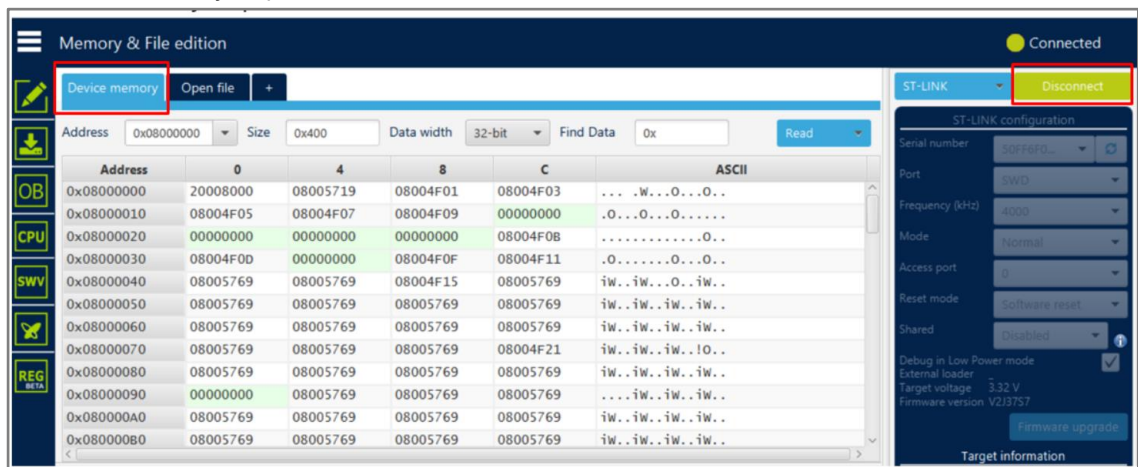 Memory & File edition
Connected
Device memory Open file +
ST-LINK Disconnect
Address 0x08000000 Size 0x400 Data width 32-bit Find Data 0x Read
Address 0 4 8 C ASCII
0x08000000 20008000 08005719 08004F01 08004F03 ... .W...O...O..
0x08000010 08004F05 08004F07 08004F09 00000000 .O...O...O......
0x08000020 00000000 00000000 00000000 08004F0B .............O..
0x08000030 08004F0D 00000000 08004F0F 08004F11 .O.......O...O..
0x08000040 08005769 08004F15 08005769 iW..iW...O..iW..
0x08000050 08005769 08005769 08005769 08005769 iW..iW..iW..iW..
0x08000060 08005769 08005769 08005769 08005769 iW..iW..iW..iW..
0x08000070 08005769 08005769 08005769 08004F21 iW..iW..iW..!O..
0x08000080 08005769 08005769 08005769 08005769 iW..iW..iW..iW..
0x08000090 00000000 08005769 08005769 08005769 ....iW..iW..iW..
0x080000A0 08005769 08005769 08005769 08005769 iW..iW..iW..iW..
0x080000B0 08005769 08005769 08005769 08005769 iW..iW..iW..iW..
OB
CPU
SWV
REG
BETA
ST-LINK configuration
Serial number 50FF6F0...
Port SWD
Frequency (kHz) 4000
Mode Normal
Access port 0
Reset mode Software reset
Shared Disabled
Debug in Low Power mode
External loader -
Target voltage 3.32 V
Firmware version V2J37S7
Firmware upgrade
Target information